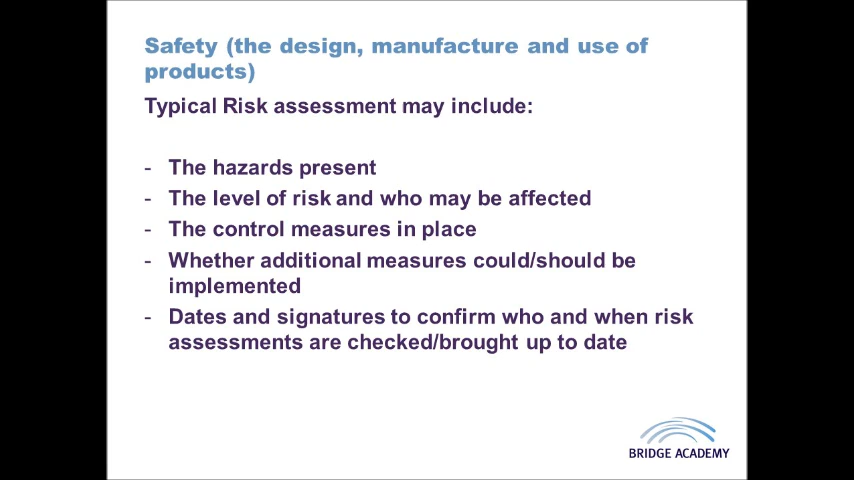 Safety (the design, manufacture and use of
products)
Typical Risk assessment may include:
- The hazards present
- The level of risk and who may be affected
- The control measures in place
- Whether additional measures could/should be
implemented
- Dates and signatures to confirm who and when risk
assessments are checked/brought up to date
BRIDGE ACADEMY